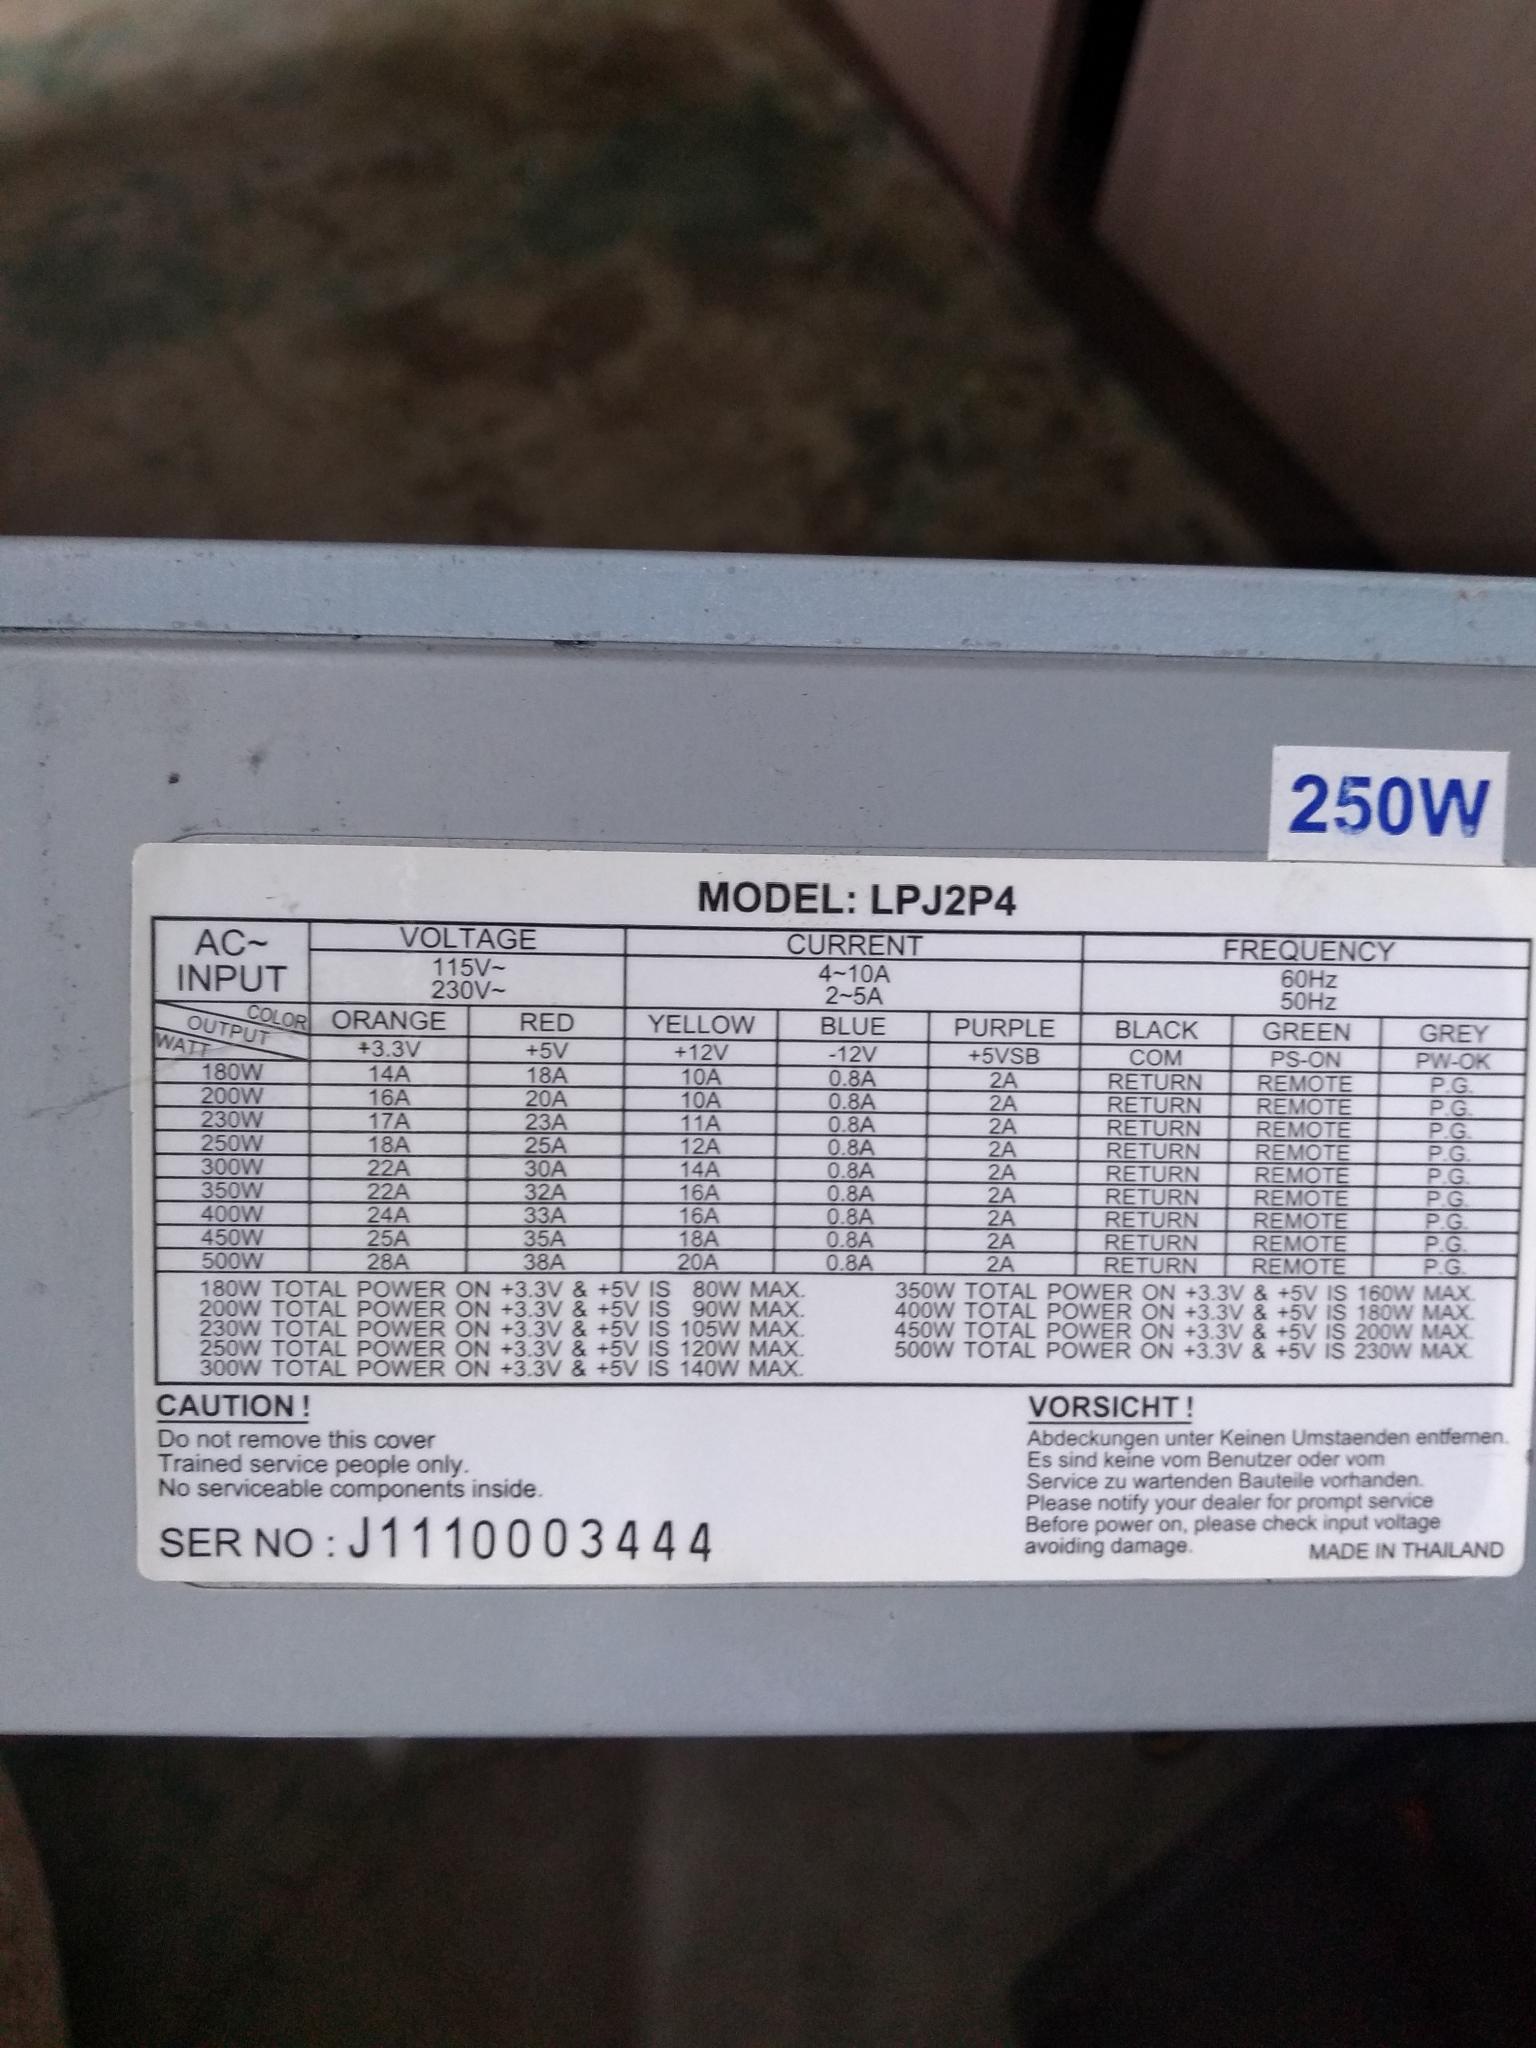 250W
MODEL: LPJ2P4
AC~ INPUT VOLTAGE CURRENT FREQUENCY
115V~ 4~10A 60Hz
230V~ 2~5A 50Hz
COLOR OUTPUT WATT ORANGE RED YELLOW BLUE PURPLE BLACK GREEN GREY
+3.3V +5V +12V -12V +5VSB COM PS-ON PW-OK
180W 14A 18A 10A 0.8A 2A RETURN REMOTE P.G.
200W 16A 20A 10A 0.8A 2A RETURN REMOTE P.G.
230W 17A 23A 11A 0.8A 2A RETURN REMOTE P.G.
250W 18A 25A 12A 0.8A 2A RETURN REMOTE P.G.
300W 22A 30A 14A 0.8A 2A RETURN REMOTE P.G.
350W 22A 32A 16A 0.8A 2A RETURN REMOTE P.G.
400W 24A 33A 16A 0.8A 2A RETURN REMOTE P.G.
450W 25A 35A 18A 0.8A 2A RETURN REMOTE P.G.
500W 28A 38A 20A 0.8A 2A RETURN REMOTE P.G.
180W TOTAL POWER ON +3.3V & +5V IS 80W MAX.
200W TOTAL POWER ON +3.3V & +5V IS 90W MAX.
230W TOTAL POWER ON +3.3V & +5V IS 105W MAX.
250W TOTAL POWER ON +3.3V & +5V IS 120W MAX.
300W TOTAL POWER ON +3.3V & +5V IS 140W MAX.
350W TOTAL POWER ON +3.3V & +5V IS 160W MAX.
400W TOTAL POWER ON +3.3V & +5V IS 180W MAX.
450W TOTAL POWER ON +3.3V & +5V IS 200W MAX.
500W TOTAL POWER ON +3.3V & +5V IS 230W MAX.
CAUTION !
Do not remove this cover
Trained service people only.
No serviceable components inside.
SER NO : J1110003444
VORSICHT !
Abdeckungen unter Keinen Umstaenden entfernen.
Es sind keine vom Benutzer oder vom
Service zu wartenden Bauteile vorhanden.
Please notify your dealer for prompt service
Before power on, please check input voltage
avoiding damage.
MADE IN THAILAND